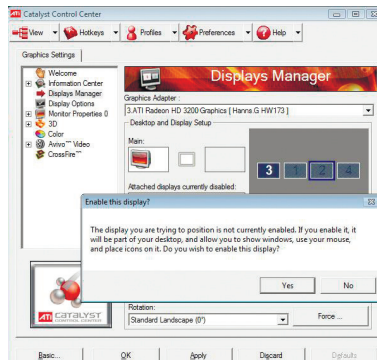 ATI Catalyst Control Center
View Hotkeys Profiles Preferences Help
Graphics Settings
Welcome
Information Center
Displays Manager
Display Options
Monitor Properties 0
3D
Color
Avivo™ Video
CrossFire™
Displays Manager
Graphics Adapter :
3.ATI Radeon HD 3200 Graphics [ Hanns.G HW173 ]
Desktop and Display Setup
Main:
3 1 2 4
Attached displays currently disabled:
Enable this display?
The display you are trying to position is not currently enabled. If you enable it, it
will be part of your desktop, and allow you to show windows, use your mouse,
and place icons on it. Do you wish to enable this display?
Yes No
Rotation:
Standard Landscape (0°) Force ...
ATI CATALYST
CONTROL CENTER
Basic... OK Apply Discard Defaults